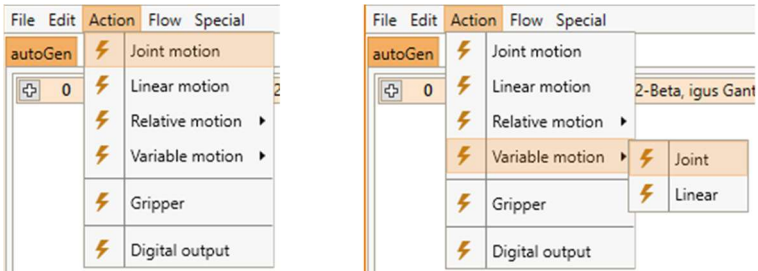 File Edit Action Flow Special
autoGen
Joint motion
0
2
Linear motion
Relative motion
Variable motion
Gripper
Digital output
File Edit Action Flow Special
autoGen
Joint motion
0
2-Beta, igus Gant
Linear motion
Relative motion
Variable motion
Joint
Linear
Gripper
Digital output